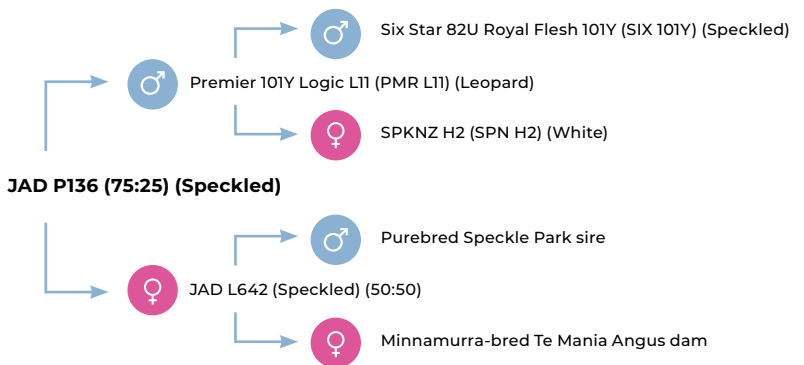 Six Star 82U Royal Flesh 101Y (SIX 101Y) (Speckled)
Premier 101Y Logic L11 (PMR L11) (Leopard)
SPKNZ H2 (SPN H2) (White)
JAD P136 (75:25) (Speckled)
Purebred Speckle Park sire
JAD L642 (Speckled) (50:50)
Minnamurra-bred Te Mania Angus dam